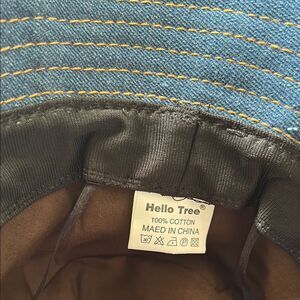 Hello Tree®
100% COTTON
MAED IN CHINA